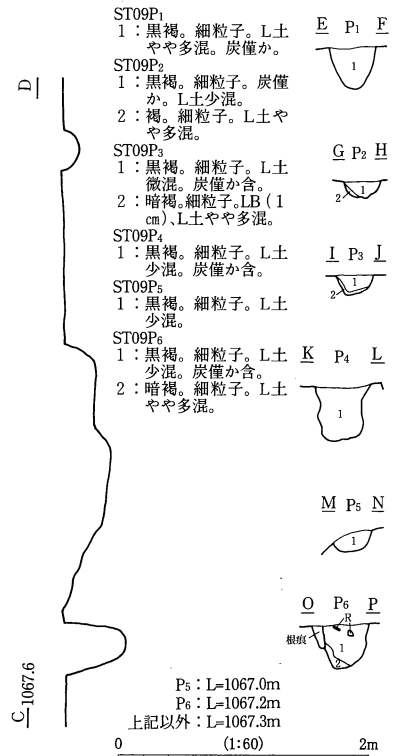 ST09P1
1：黒褐。細粒子。L土
やや多混。炭僅か。
ST09P2
1：黒褐。細粒子。炭僅
か。L土少混。
2：褐。細粒子。L土や
や多混。
ST09P3
1：黒褐。細粒子。L土
微混。炭僅か含。
2：暗褐。細粒子。LB（1
㎝）、L土やや多混。
ST09P4
1：黒褐。細粒子。L土
少混。炭僅か含。
ST09P5
1：黒褐。細粒子。L土
少混。
ST09P6
1：黒褐。細粒子。L土
少混。炭僅か含。
2：暗褐。細粒子。L土
やや多混。
E P1 F
1
G P2 H
1
2
I P3 J
1
2
K P4 L
1
M P5 N
1
O P6 P
R
根痕
1
2
D
C 1067.6
P5：L=1067.0m
P6：L=1067.2m
上記以外：L=1067.3m
0 (1:60) 2m